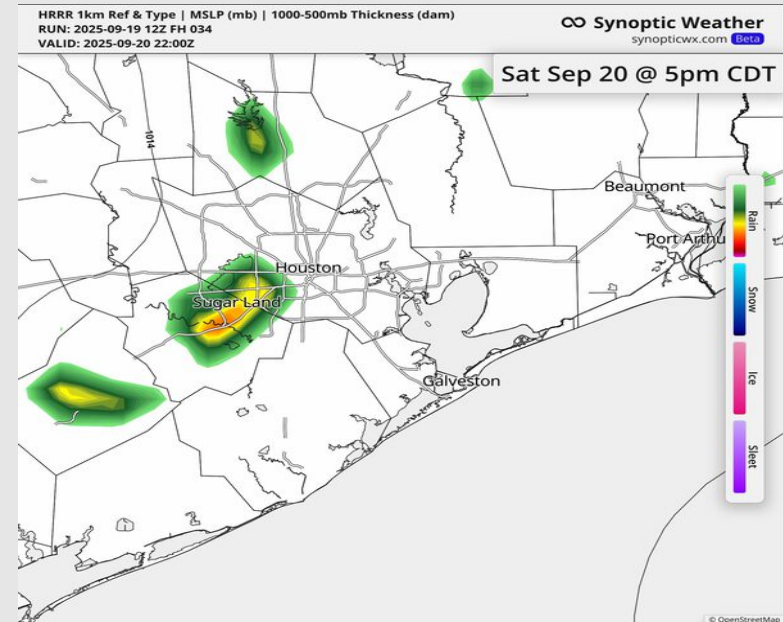 HRRR 1km Ref & Type | MSLP (mb) | 1000-500mb Thickness (dam)
RUN: 2025-09-19 12Z FH 034
VALID: 2025-09-20 22:00Z
Synoptic Weather
synopticwx.com Beta
Sat Sep 20 @ 5pm CDT
1014
Beaumont
Rain
Port Arthu
Houston
Snow
Sugar Land
Ice
Galveston
Sleet
© OpenStreetMap